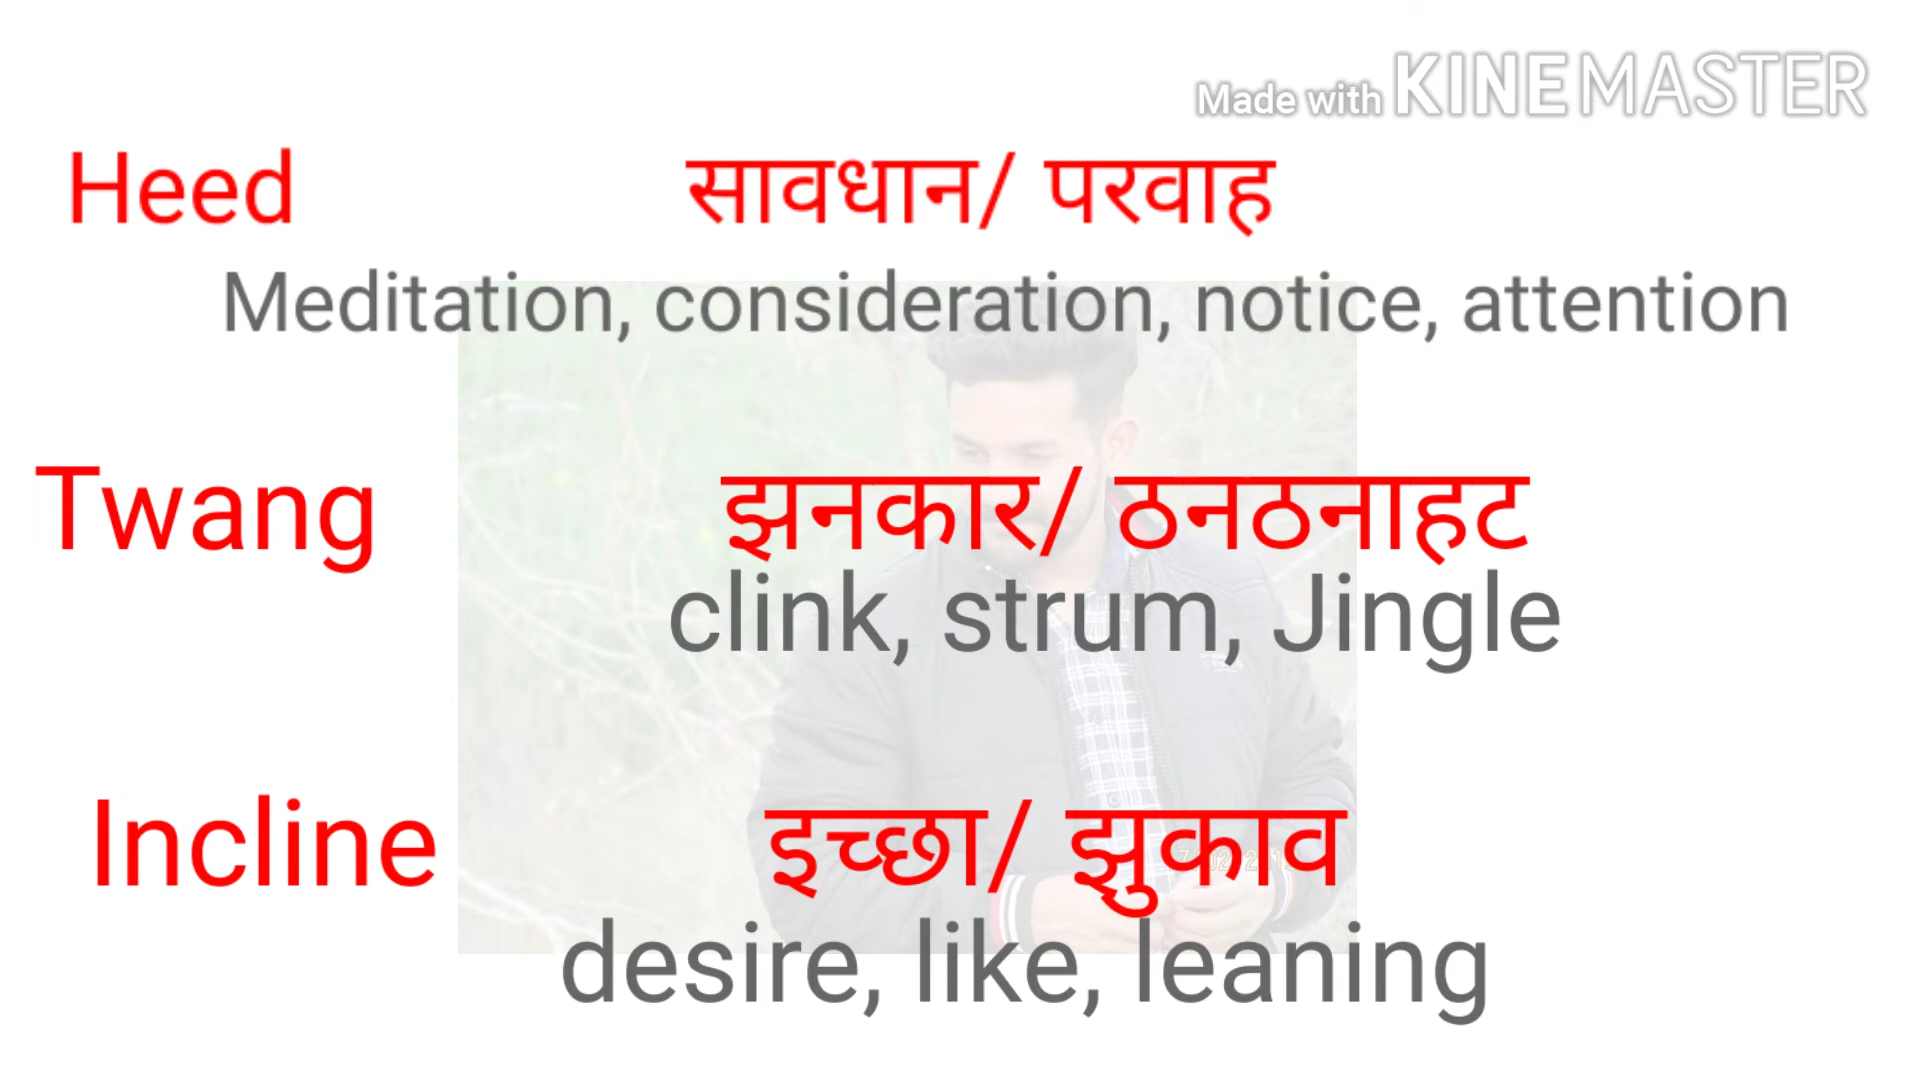 Made with KINEMASTER
Heed सावधान/ परवाह
Meditation, consideration, notice, attention
Twang झनकार/ ठनठनाहट
clink, strum, Jingle
Incline इच्छा/ झुकाव
desire, like, leaning